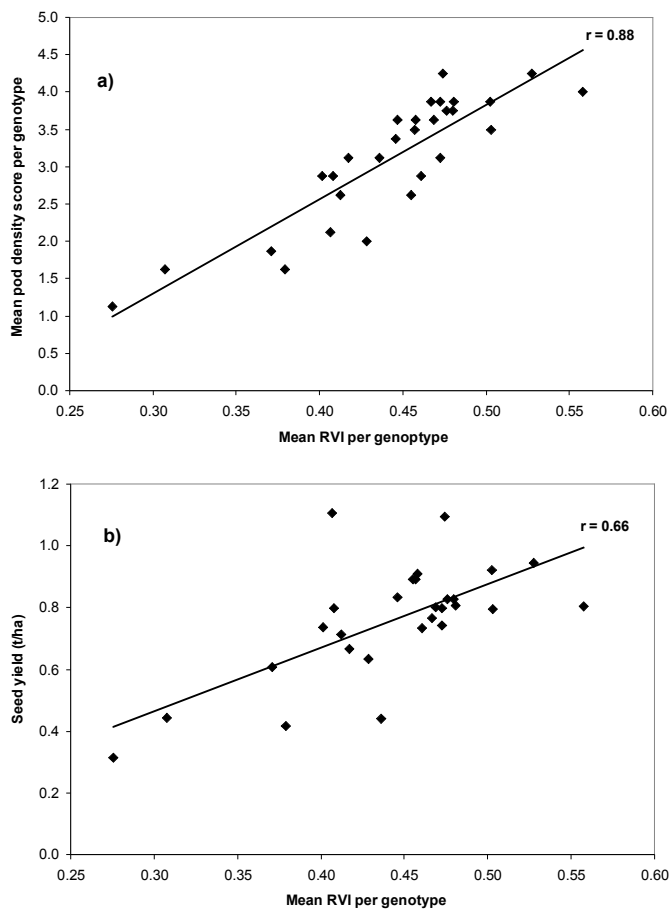 5.0
r = 0.88
4.5
a)
4.0
3.5
3.0
2.5
2.0
1.5
1.0
0.5
0.0
Mean pod density score per genotype
0.25 0.30 0.35 0.40 0.45 0.50 0.55 0.60
Mean RVI per genoptype
1.2
b)
r = 0.66
1.0
0.8
0.6
0.4
0.2
0.0
Seed yield (t/ha)
0.25 0.30 0.35 0.40 0.45 0.50 0.55 0.60
Mean RVI per genotype